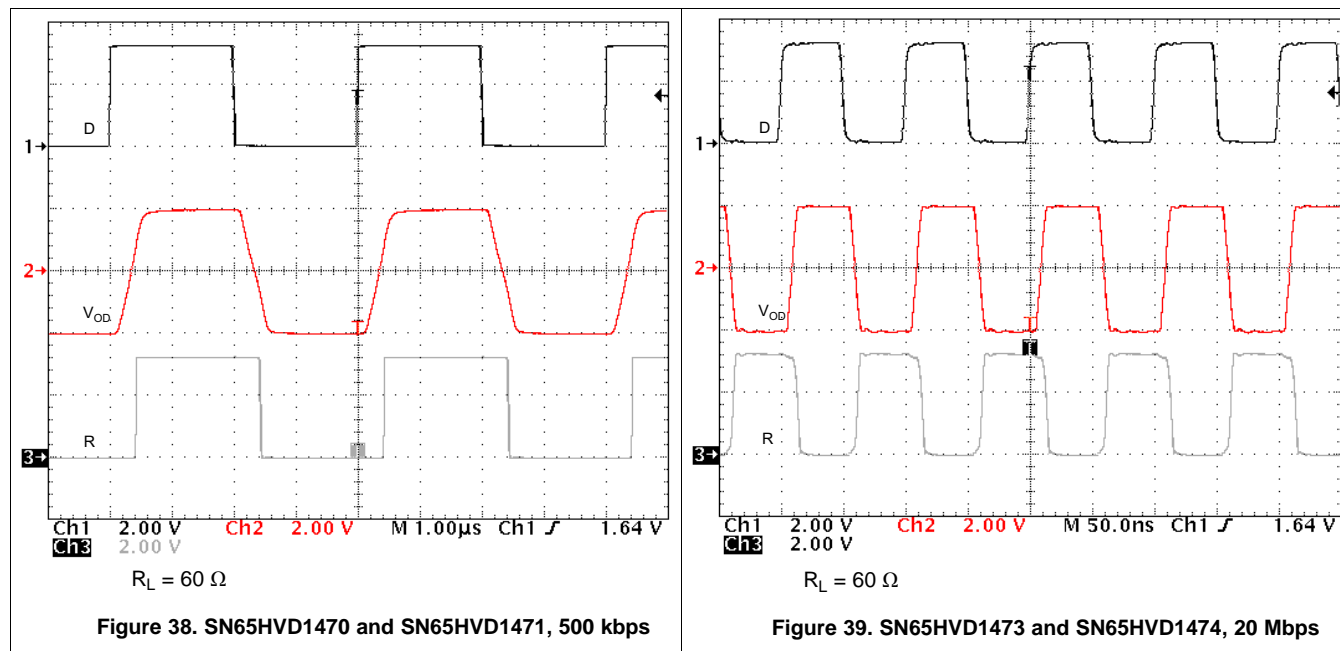 D
1→
2→
V_OD
R
3→
Ch1 2.00 V Ch2 2.00 V M 1.00µs Ch1 1.64 V
Ch3 2.00 V
R_L = 60 Ω
Figure 38. SN65HVD1470 and SN65HVD1471, 500 kbps
T
T
D
1→
2→
V_OD
T
T
T
R
3→
Ch1 2.00 V Ch2 2.00 V M 50.0ns Ch1 1.64 V
Ch3 2.00 V
R_L = 60 Ω
Figure 39. SN65HVD1473 and SN65HVD1474, 20 Mbps